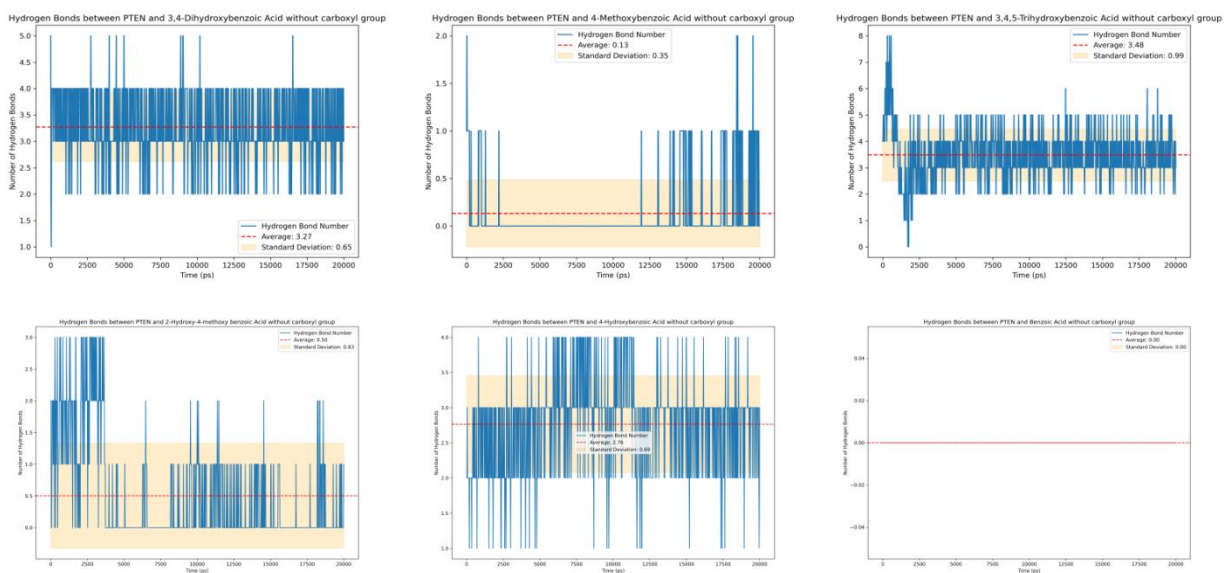 Hydrogen Bonds between PTEN and 3,4-Dihydroxybenzoic Acid without carboxyl group
5.0
4.5
4.0
3.5
3.0
2.5
2.0
1.5
1.0
Number of Hydrogen Bonds
Hydrogen Bond Number
Average: 3.27
Standard Deviation: 0.65
0 2500 5000 7500 10000 12500 15000 17500 20000
Time (ps)
Hydrogen Bonds between PTEN and 4-Methoxybenzoic Acid without carboxyl group
2.0
1.5
1.0
0.5
0.0
Number of Hydrogen Bonds
Hydrogen Bond Number
Average: 0.13
Standard Deviation: 0.35
0 2500 5000 7500 10000 12500 15000 17500 20000
Time (ps)
Hydrogen Bonds between PTEN and 3,4,5-Trihydroxybenzoic Acid without carboxyl group
8
7
6
5
4
3
2
1
0
Number of Hydrogen Bonds
Hydrogen Bond Number
Average: 3.48
Standard Deviation: 0.99
0 2500 5000 7500 10000 12500 15000 17500 20000
Time (ps)
Hydrogen Bonds between PTEN and 2-Hydroxy-4-methoxy benzoic Acid without carboxyl group
3.0
2.5
2.0
1.5
1.0
0.5
0.0
Number of Hydrogen Bonds
Hydrogen Bond Number
Average: 0.50
Standard Deviation: 0.83
0 2500 5000 7500 10000 12500 15000 17500 20000
Time (ps)
Hydrogen Bonds between PTEN and 4-Hydroxybenzoic Acid without carboxyl group
4.0
3.5
3.0
2.5
2.0
1.5
1.0
Number of Hydrogen Bonds
Hydrogen Bond Number
Average: 2.76
Standard Deviation: 0.69
0 2500 5000 7500 10000 12500 15000 17500 20000
Time (ps)
Hydrogen Bonds between PTEN and Benzoic Acid without carboxyl group
0.04
0.02
0.00
−0.02
−0.04
Number of Hydrogen Bonds
Hydrogen Bond Number
Average: 0.00
Standard Deviation: 0.00
0 2500 5000 7500 10000 12500 15000 17500 20000
Time (ps)